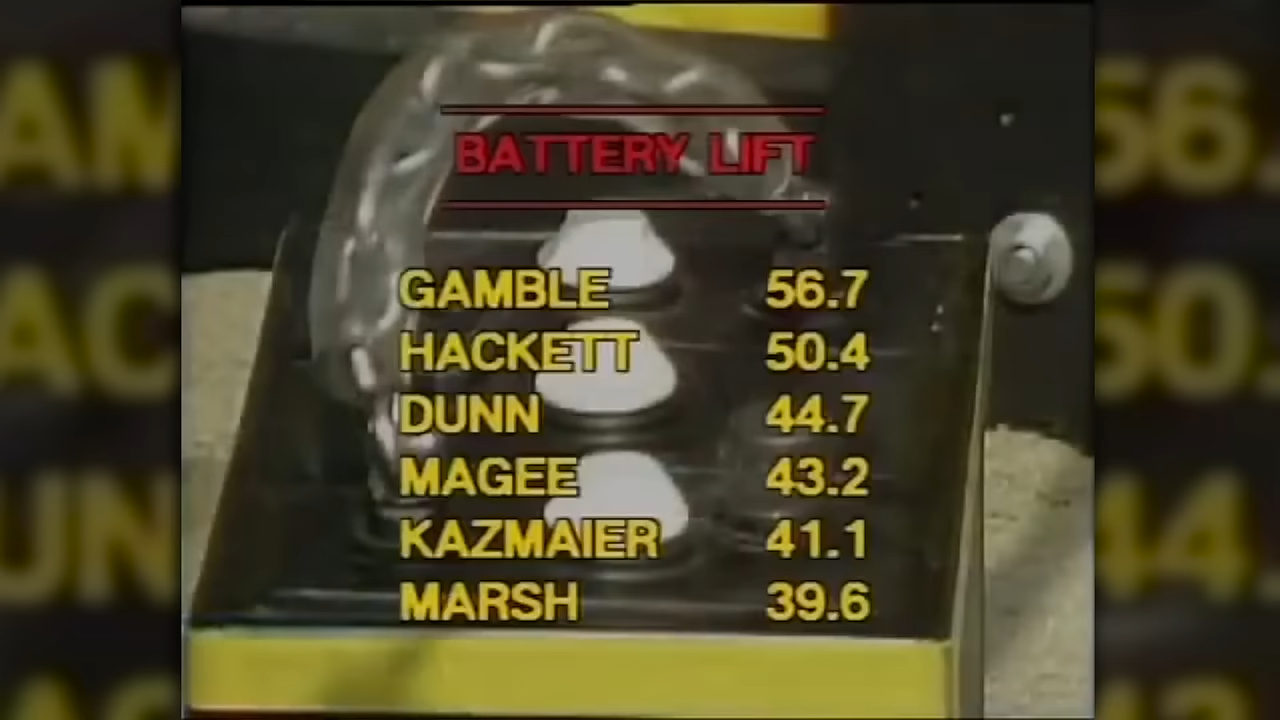 BATTERY LIFT
GAMBLE 56.7
HACKETT 50.4
DUNN 44.7
MAGEE 43.2
KAZMAIER 41.1
MARSH 39.6